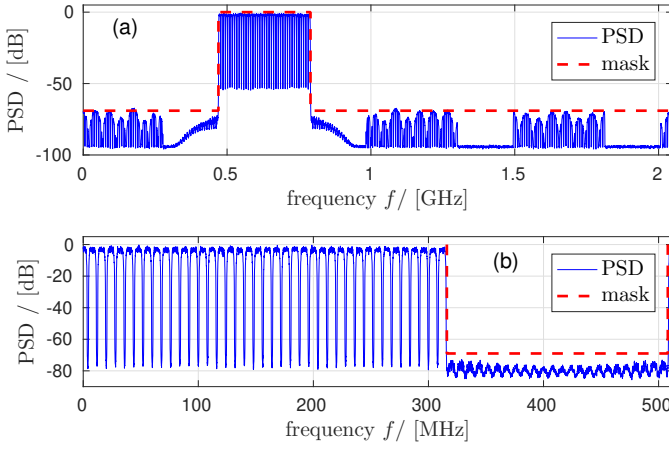 0
-50
-100
PSD / [dB]
(a)
PSD
mask
0
0.5
1
1.5
2
frequency f/ [GHz]
0
-20
-40
-60
-80
PSD / [dB]
(b)
PSD
mask
0
100
200
300
400
500
frequency f/ [MHz]